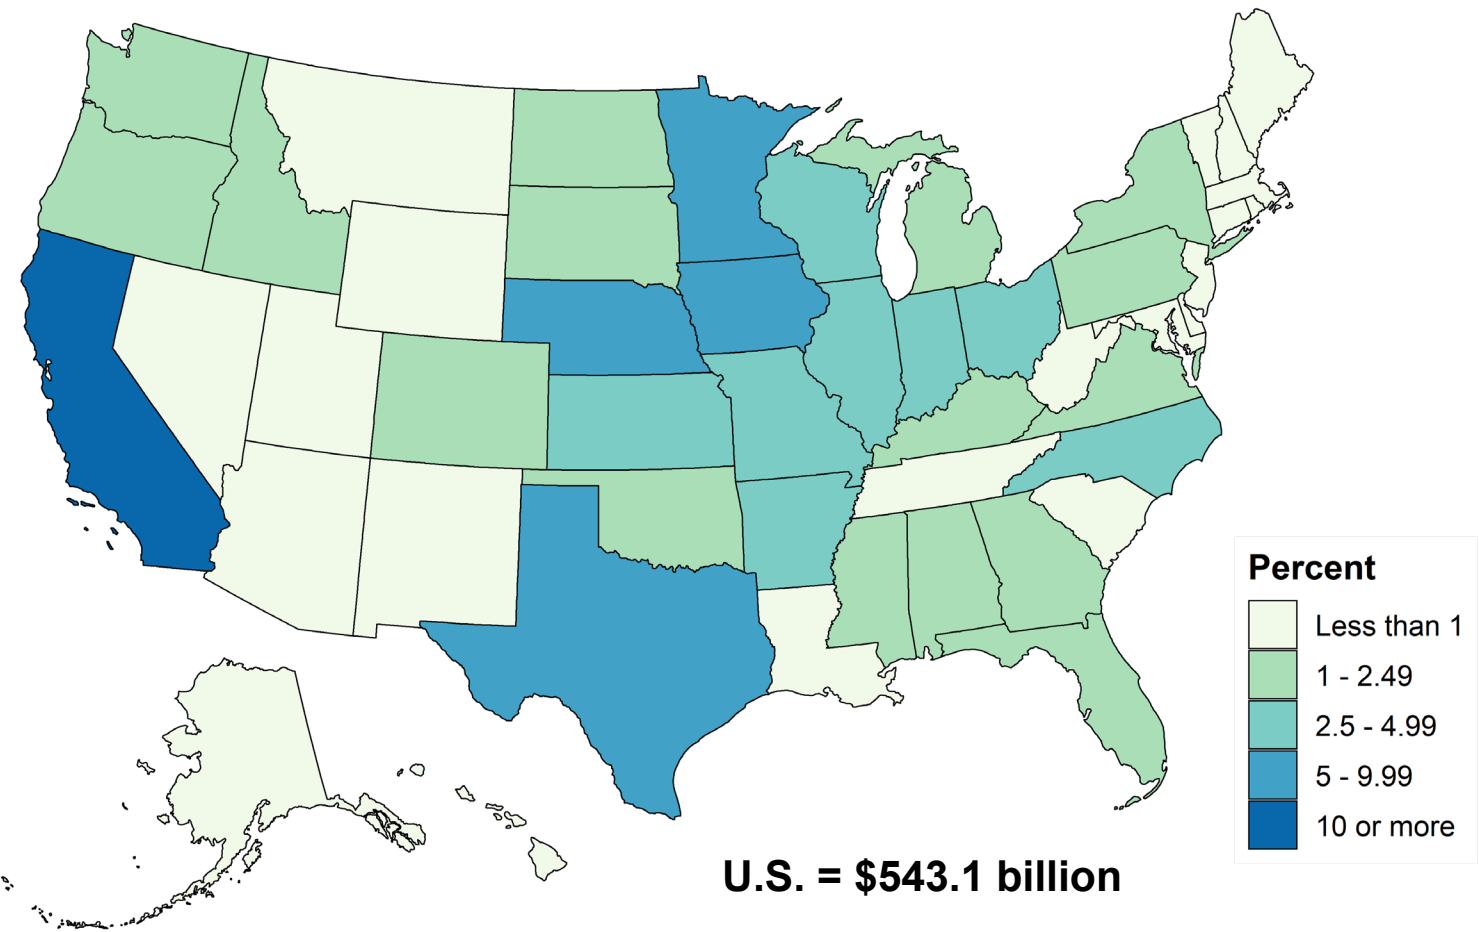 Percent
Less than 1
1 - 2.49
2.5 - 4.99
5 - 9.99
10 or more
U.S. = $543.1 billion